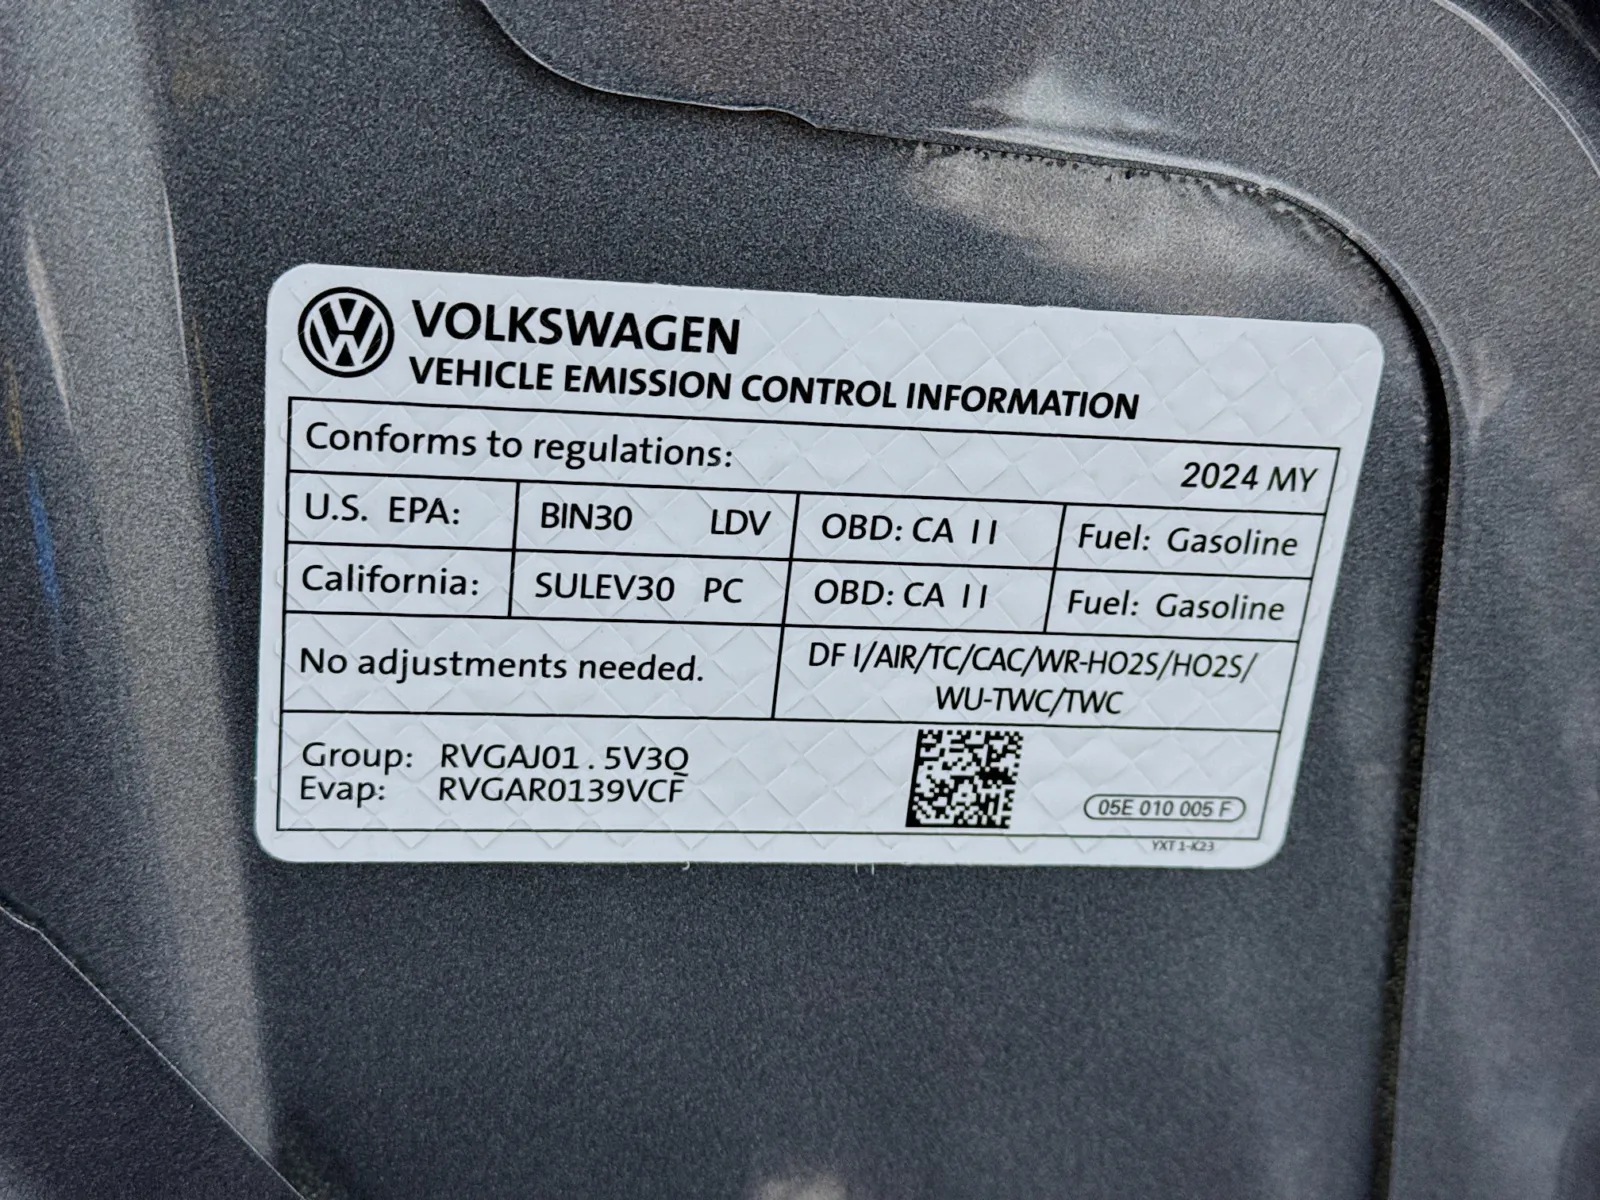 VOLKSWAGEN
VEHICLE EMISSION CONTROL INFORMATION
Conforms to regulations: 2024 MY
U.S. EPA: BIN30 LDV OBD: CA II Fuel: Gasoline
California: SULEV30 PC OBD: CA II Fuel: Gasoline
No adjustments needed.
DFI/AIR/TC/CAC/WR-HO2S/HO2S/
WU-TWC/TWC
Group: RVGAJ01.5V3Q
Evap: RVGAR0139VCF
05E 010 005 F
YXT 1-K23